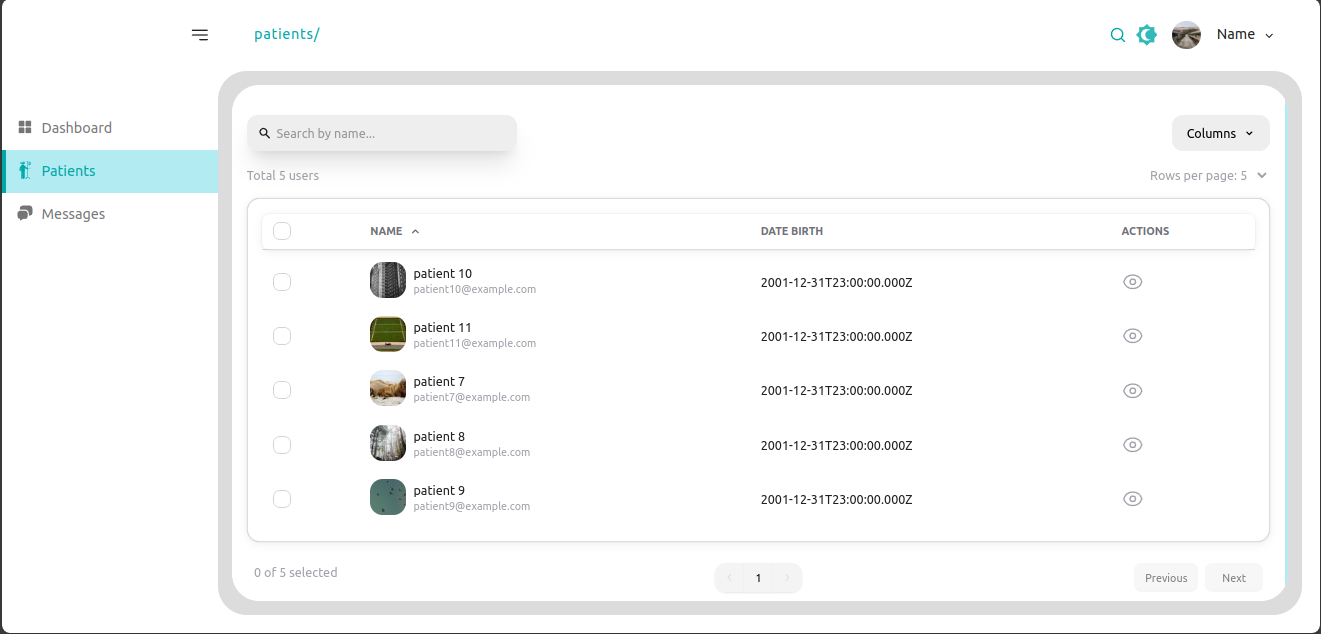 patients/
Name
Dashboard
Patients
Messages
Search by name...
Columns
Total 5 users
Rows per page: 5
NAME DATE BIRTH ACTIONS
patient 10
patient10@example.com
2001-12-31T23:00:00.000Z
patient 11
patient11@example.com
2001-12-31T23:00:00.000Z
patient 7
patient7@example.com
2001-12-31T23:00:00.000Z
patient 8
patient8@example.com
2001-12-31T23:00:00.000Z
patient 9
patient9@example.com
2001-12-31T23:00:00.000Z
0 of 5 selected
1
Previous
Next